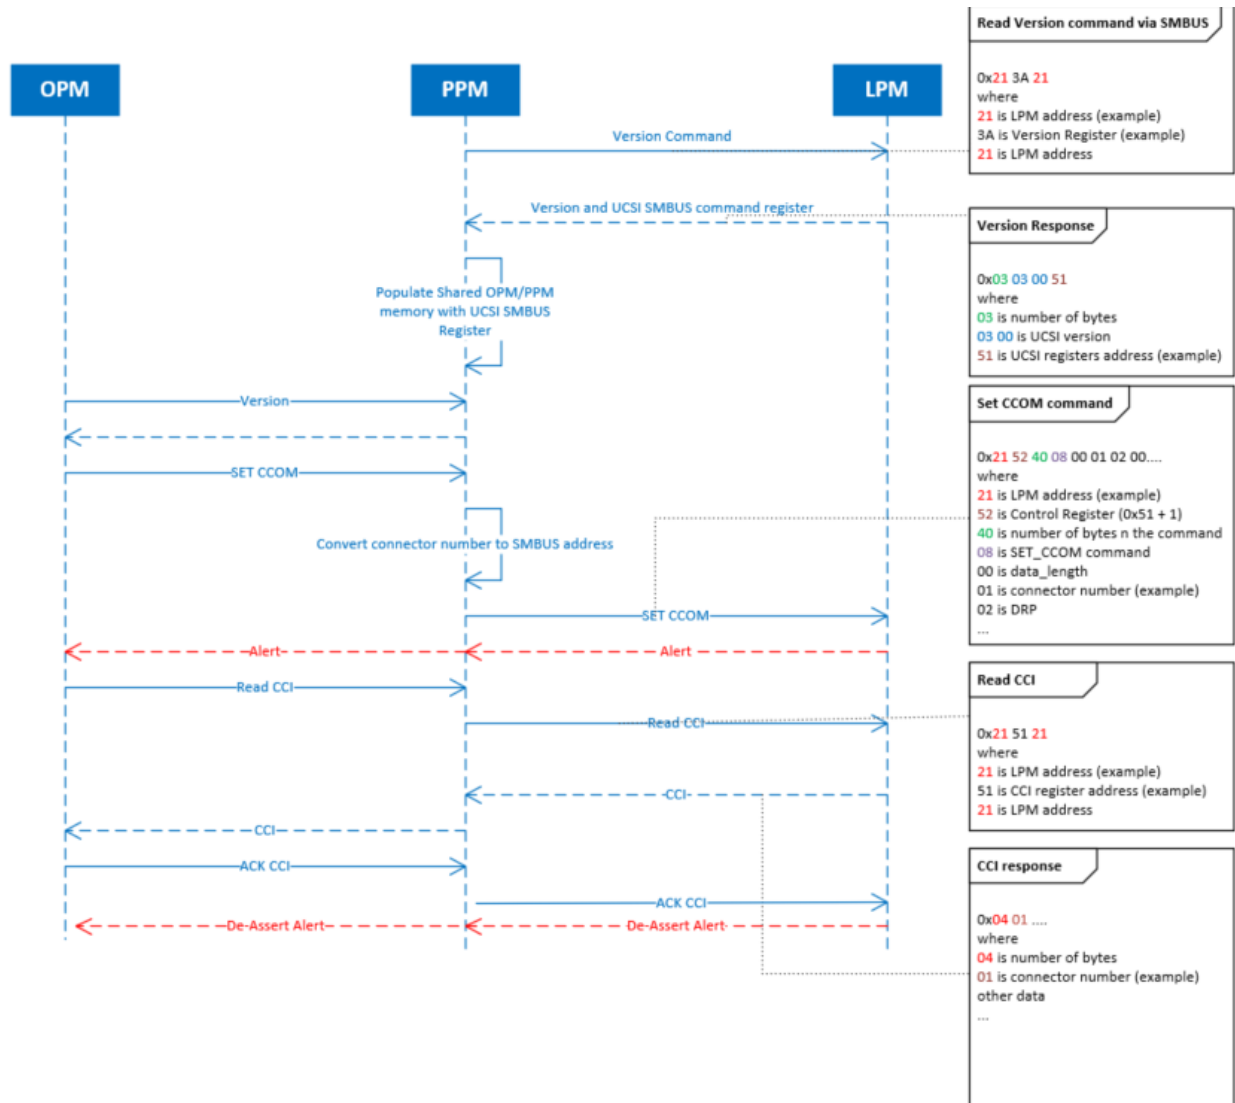 OPM
PPM
LPM
Version Command
Version and UCSI SMBUS command register
Populate Shared OPM/PPM
memory with UCSI SMBUS
Register
Version
SET CCOM
Convert connector number to SMBUS address
SET CCOM
Alert
Alert
Read CCI
Read CCI
CCI
CCI
ACK CCI
ACK CCI
De-Assert Alert
De-Assert Alert
Read Version command via SMBUS
0x21 3A 21
where
21 is LPM address (example)
3A is Version Register (example)
21 is LPM address
Version Response
0x03 03 00 51
where
03 is number of bytes
03 00 is UCSI version
51 is UCSI registers address (example)
Set CCOM command
0x21 52 40 08 00 01 02 00....
where
21 is LPM address (example)
52 is Control Register (0x51 + 1)
40 is number of bytes n the command
08 is SET_CCOM command
00 is data_length
01 is connector number (example)
02 is DRP
...
Read CCI
0x21 51 21
where
21 is LPM address (example)
51 is CCI register address (example)
21 is LPM address
CCI response
0x04 01 ....
where
04 is number of bytes
01 is connector number (example)
other data
...